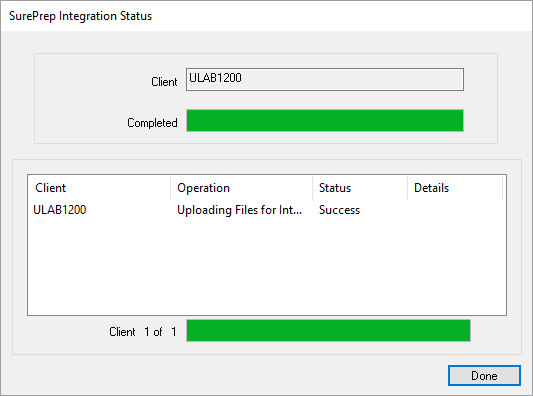 SurePrep Integration Status
Client ULAB1200
Completed
Client Operation Status Details
ULAB1200 Uploading Files for Int... Success
Client 1 of 1
Done